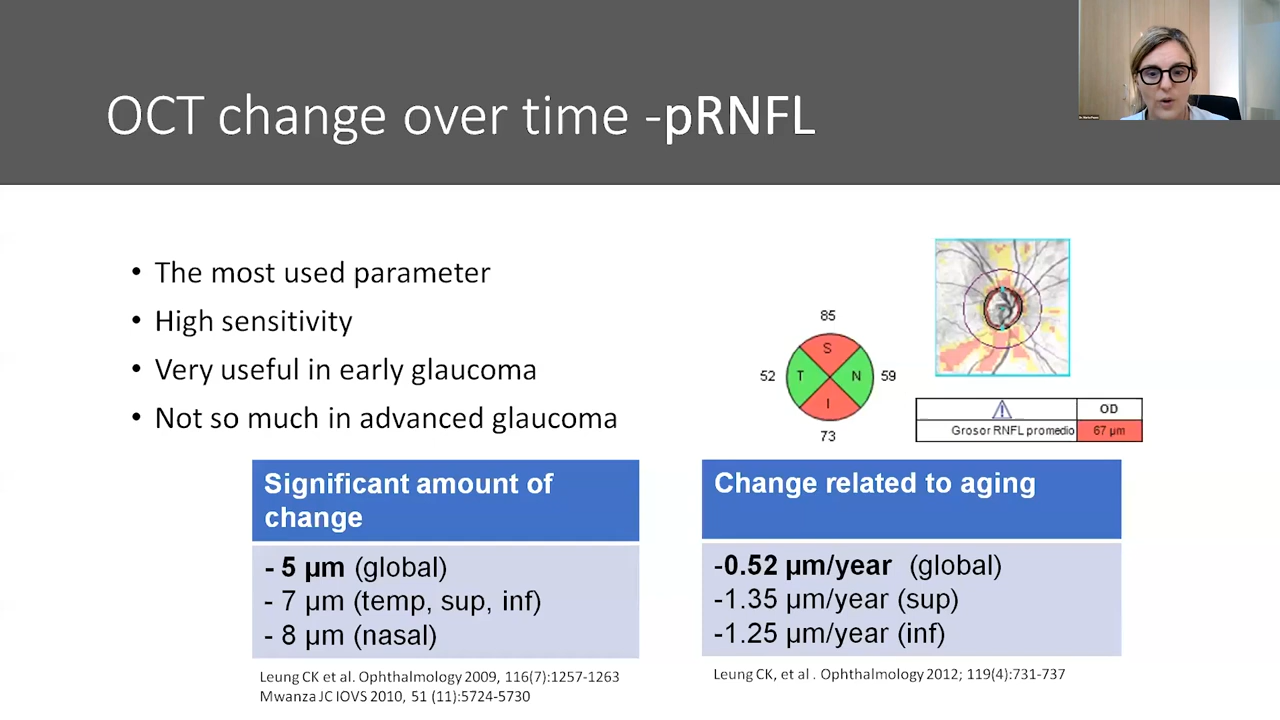 OCT change over time -pRNFL
• The most used parameter
• High sensitivity
• Very useful in early glaucoma
• Not so much in advanced glaucoma
85
S
52
T
N
59
I
73
OD
Grosor RNFL promedio
67 µm
Significant amount of
change
- 5 µm (global)
- 7 µm (temp, sup, inf)
- 8 µm (nasal)
Change related to aging
-0.52 µm/year (global)
-1.35 µm/year (sup)
-1.25 µm/year (inf)
Leung CK et al. Ophthalmology 2009, 116(7):1257-1263
Mwanza JC IOVS 2010, 51 (11):5724-5730
Leung CK, et al . Ophthalmology 2012; 119(4):731-737